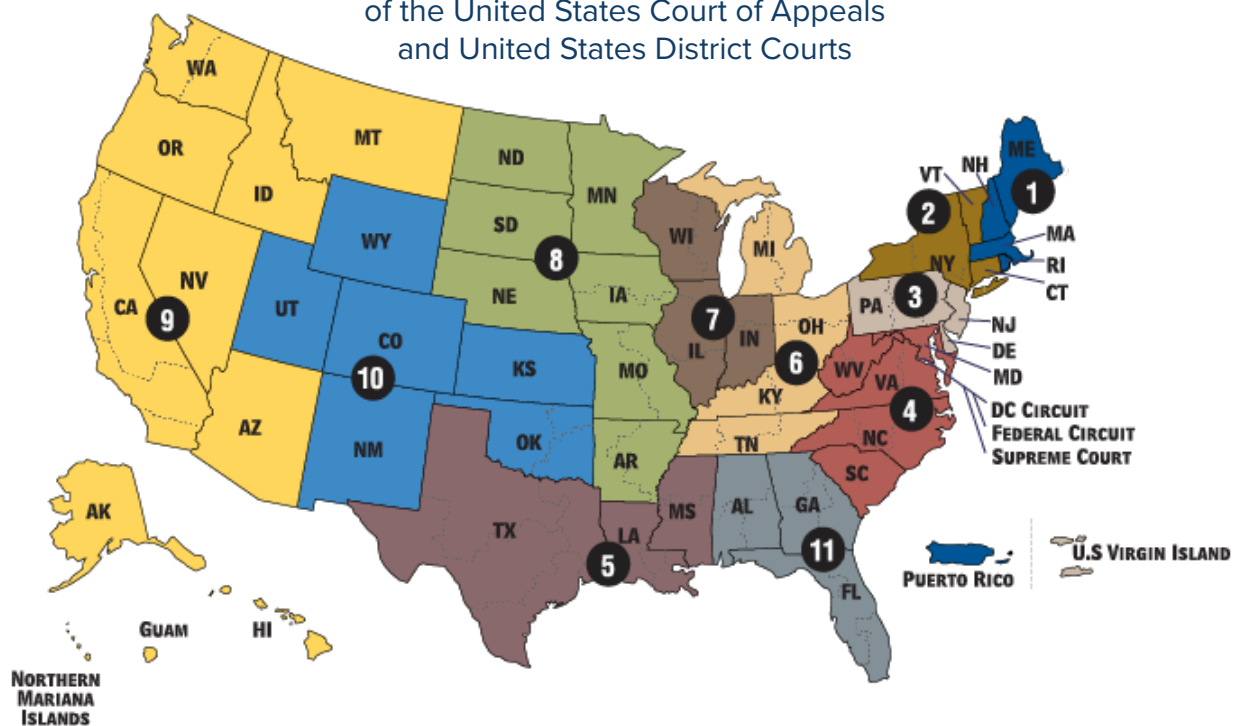 of the United States Court of Appeals
and United States District Courts
WA
OR
MT
ID
ND
MN
SD
WY
NE
IA
WI
MI
VT
NH
ME
1
2
MA
RI
CT
NY
3
PA
NJ
DE
MD
DC CIRCUIT
FEDERAL CIRCUIT
SUPREME COURT
8
7
NV
CA
9
UT
CO
10
KS
MO
IL
IN
OH
6
WV
VA
4
KY
NC
TN
SC
AZ
NM
OK
AR
TX
LA
5
MS
AL
GA
11
FL
AK
HI
GUAM
NORTHERN
MARIANA
ISLANDS
PUERTO RICO
U.S VIRGIN ISLAND